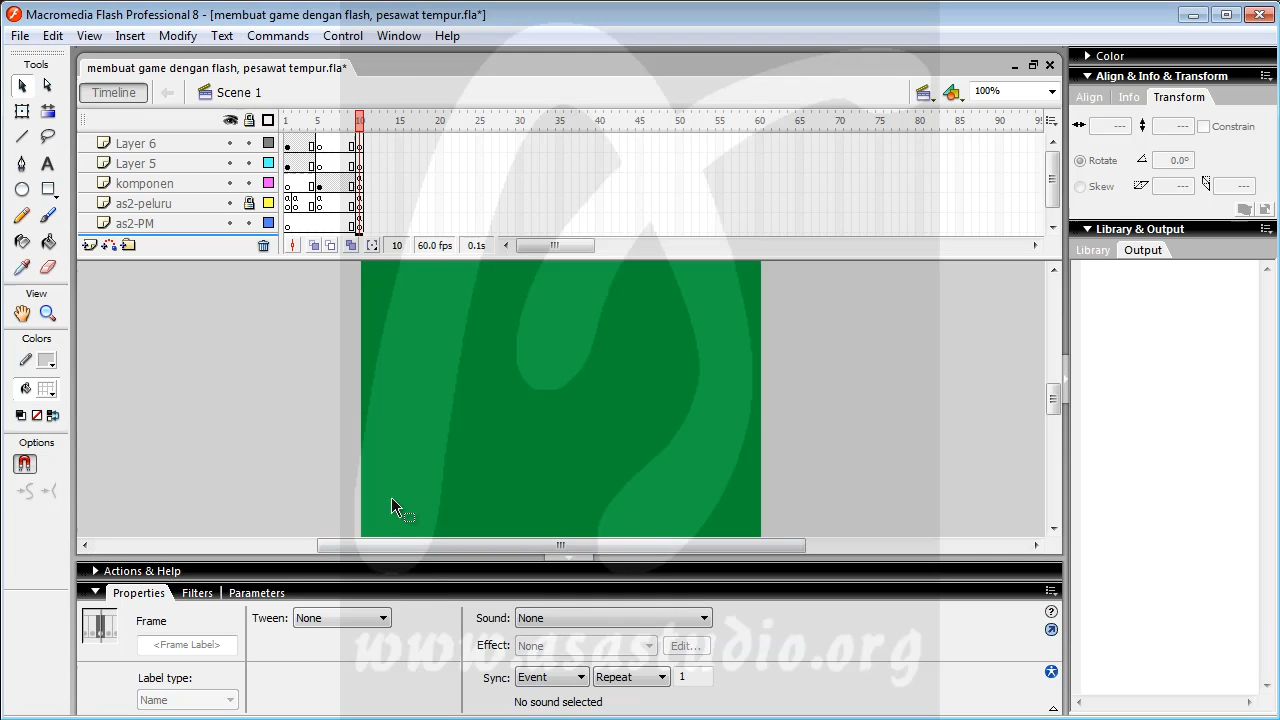 Macromedia Flash Professional 8 - [membuat game dengan flash, pesawat tempur.fla*]
File Edit View Insert Modify Text Commands Control Window Help
Tools
View
Colors
Options
membuat game dengan flash, pesawat tempur.fla*
Timeline Scene 1 100%
1 5 10 15 20 25 30 35 40 45 50 55 60 65 70 75 80 85 90 95
Layer 6
Layer 5
komponen
as2-peluru
as2-PM
10 60.0 fps 0.1s
Color
Align & Info & Transform
Align Info Transform
--- --- Constrain
Rotate 0.0°
Skew --- ---
Library & Output
Library Output
Actions & Help
Properties Filters Parameters
Frame Tween: None Sound: None
<Frame Label> Effect: None Edit...
Label type: Sync: Event Repeat 1
Name No sound selected
www.asastudio.org